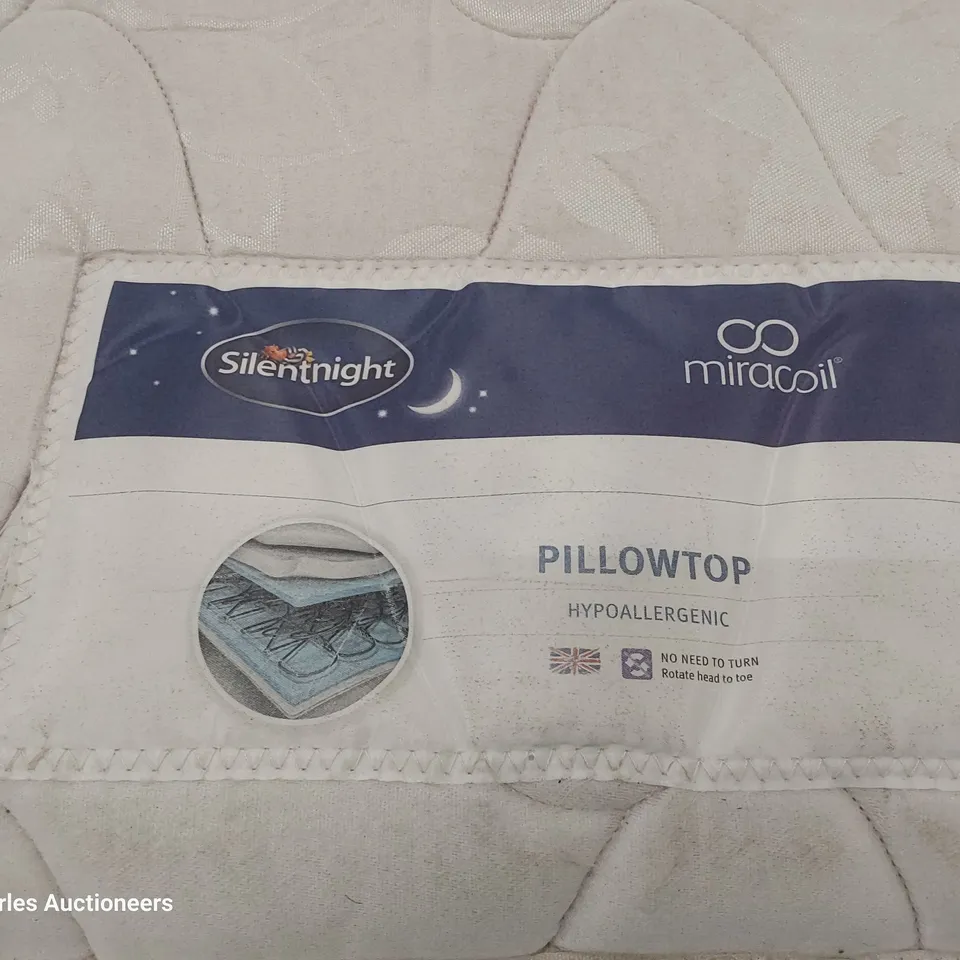 Silentnight
miracoil®
PILLOWTOP
HYPOALLERGENIC
NO NEED TO TURN
Rotate head to toe
rles Auctioneers